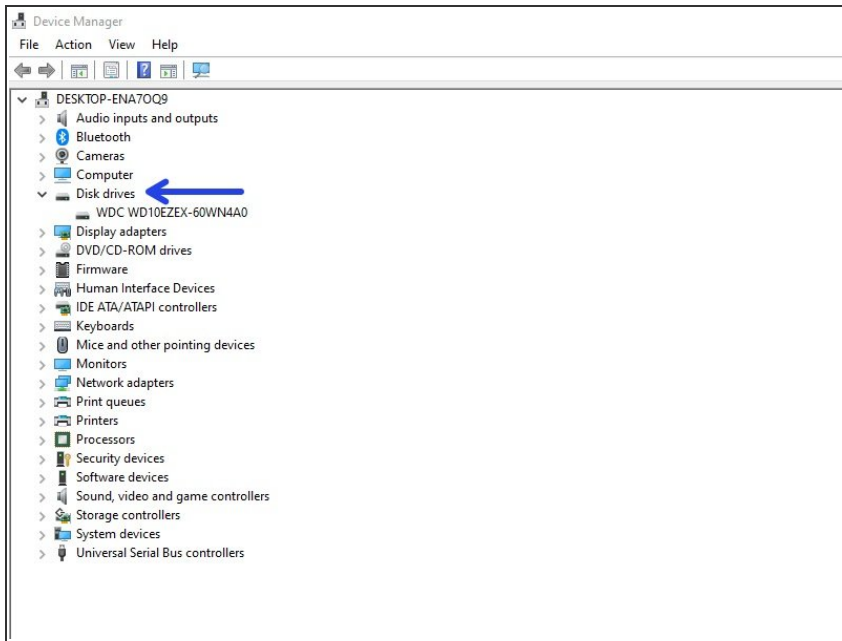 Device Manager
File Action View Help
DESKTOP-ENA7OQ9
Audio inputs and outputs
Bluetooth
Cameras
Computer
Disk drives
WDC WD10EZEX-60WN4A0
Display adapters
DVD/CD-ROM drives
Firmware
Human Interface Devices
IDE ATA/ATAPI controllers
Keyboards
Mice and other pointing devices
Monitors
Network adapters
Print queues
Printers
Processors
Security devices
Software devices
Sound, video and game controllers
Storage controllers
System devices
Universal Serial Bus controllers